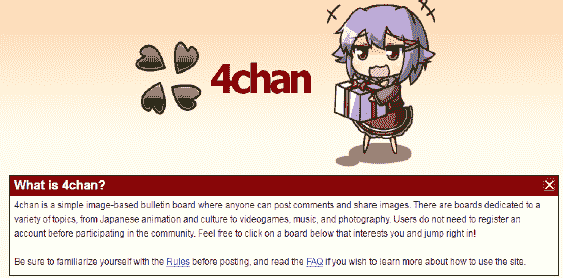 4chan
What is 4chan?
4chan is a simple image-based bulletin board where anyone can post comments and share images. There are boards dedicated to a
variety of topics, from Japanese animation and culture to videogames, music, and photography. Users do not need to register an
account before participating in the community. Feel free to click on a board below that interests you and jump right in!
Be sure to familiarize yourself with the Rules before posting, and read the FAQ if you wish to learn more about how to use the site.